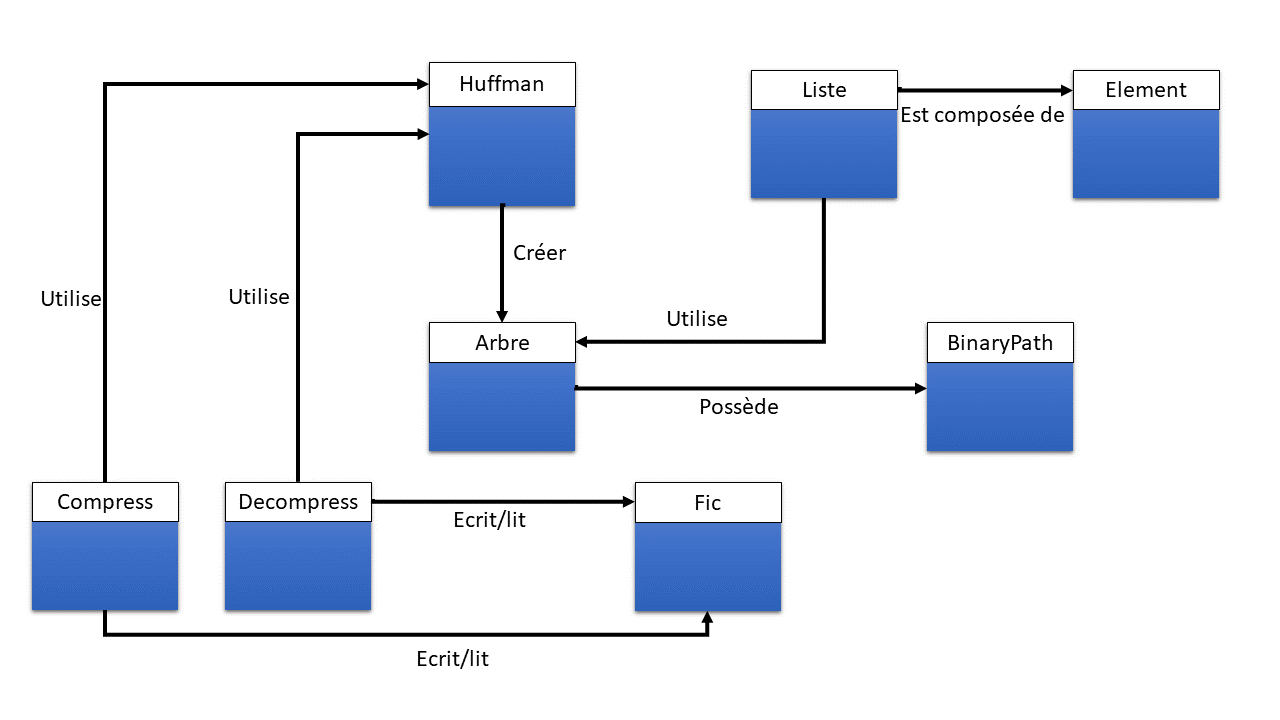 Huffman
Liste
Element
Est composée de
Créer
Utilise
Utilise
Utilise
Arbre
BinaryPath
Possède
Compress
Decompress
Fic
Ecrit/lit
Ecrit/lit